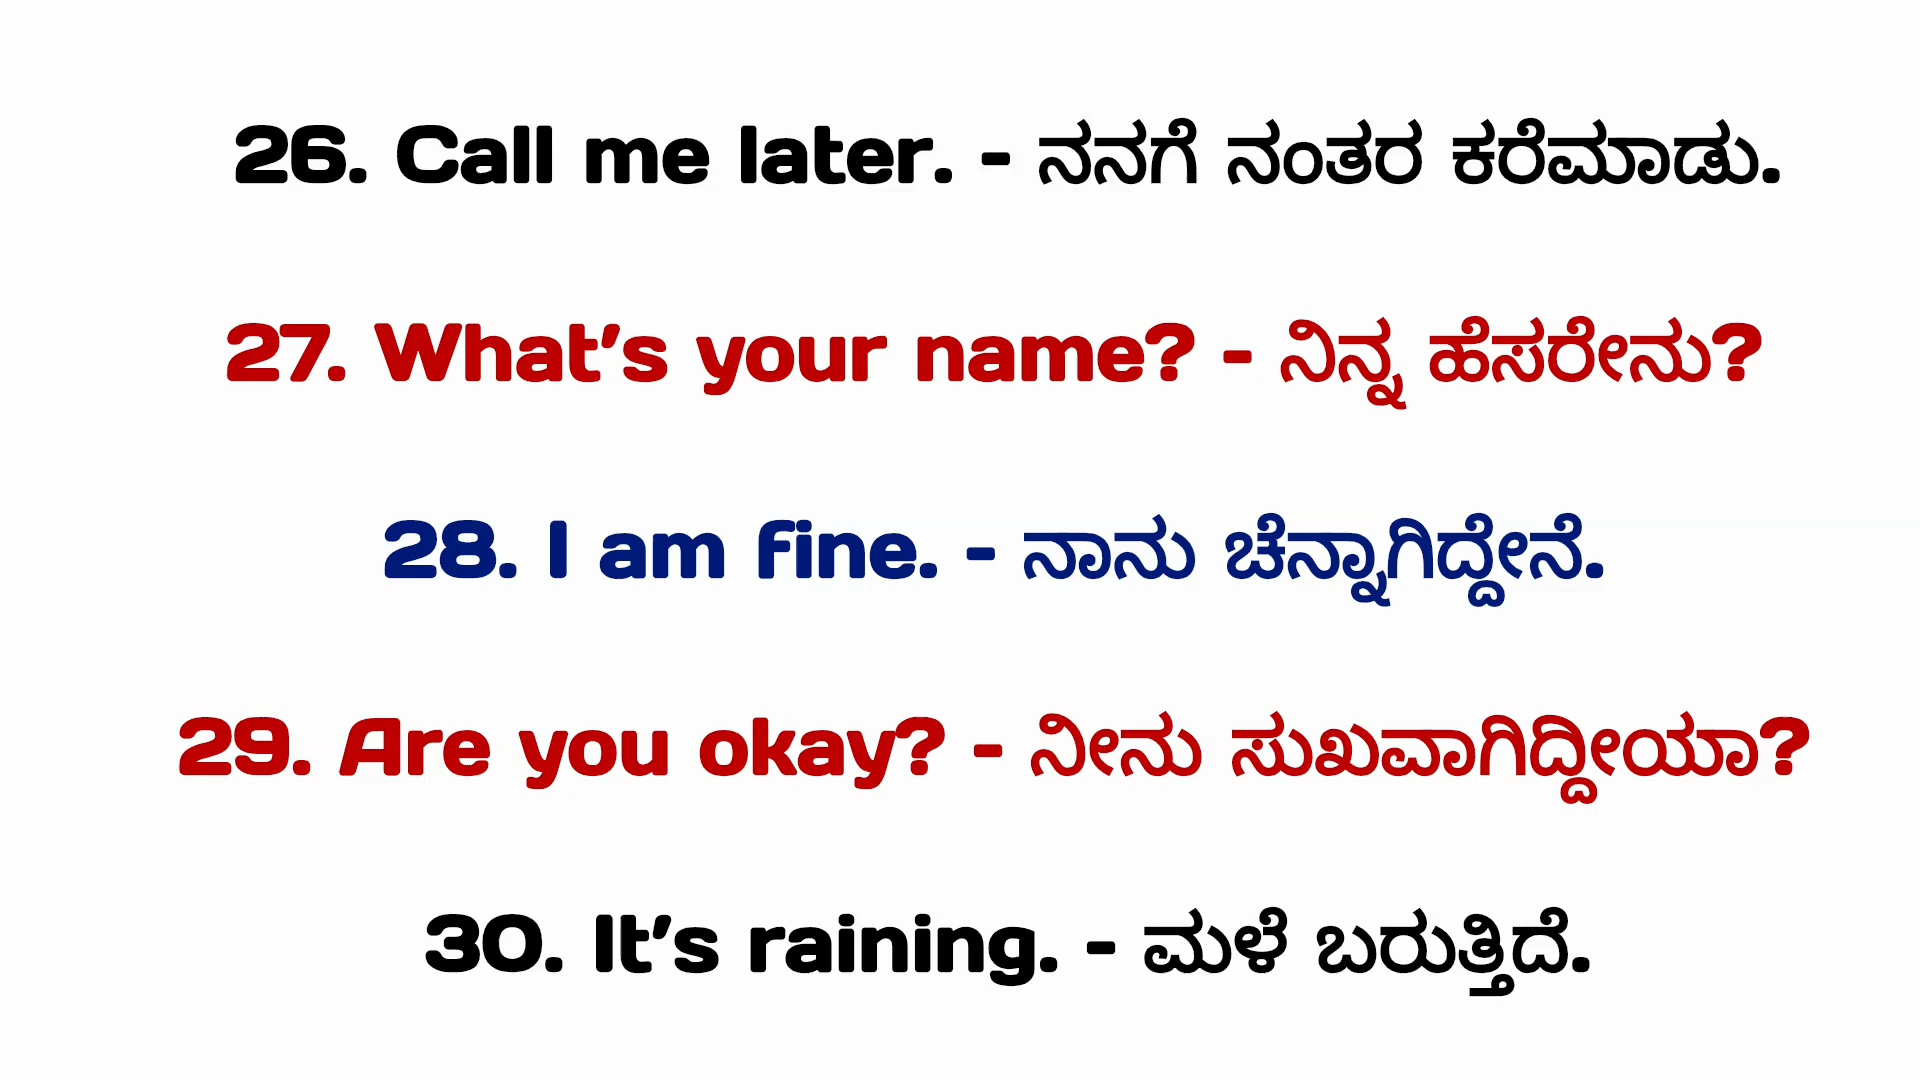 26. Call me later. - ನನಗೆ ನಂತರ ಕರೆಮಾಡು.
27. What's your name? - ನಿನ್ನ ಹೆಸರೇನು?
28. I am fine. - ನಾನು ಚೆನ್ನಾಗಿದ್ದೇನೆ.
29. Are you okay? - ನೀನು ಸುಖವಾಗಿದ್ದೀಯಾ?
30. It's raining. - ಮಳೆ ಬರುತ್ತಿದೆ.